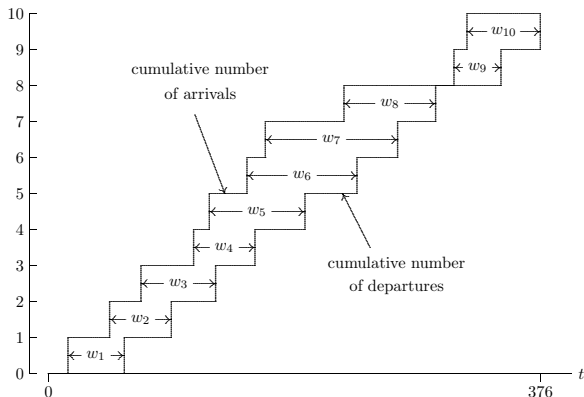 10
9
w10
w9
cumulative number
of arrivals
8
w8
7
w7
6
w6
5
w5
4
w4
cumulative number
of departures
3
w3
2
w2
1
w1
0
t
0
376